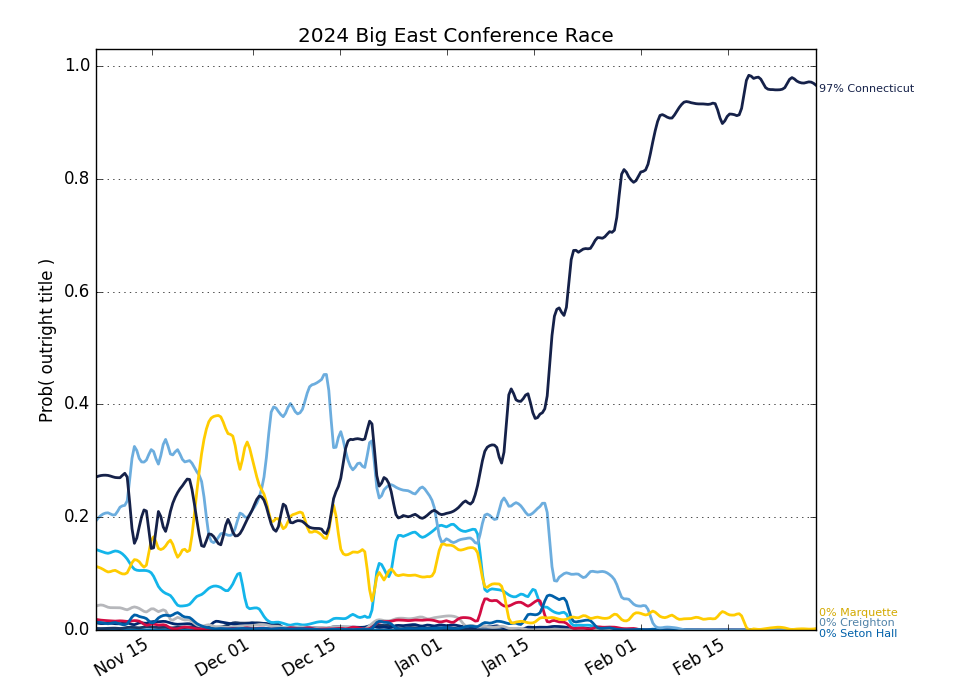 2024 Big East Conference Race
1.0
0.8
0.6
0.4
0.2
0.0
Prob( outright title )
97% Connecticut
0% Marquette
0% Creighton
0% Seton Hall
Nov 15
Dec 01
Dec 15
Jan 01
Jan 15
Feb 01
Feb 15